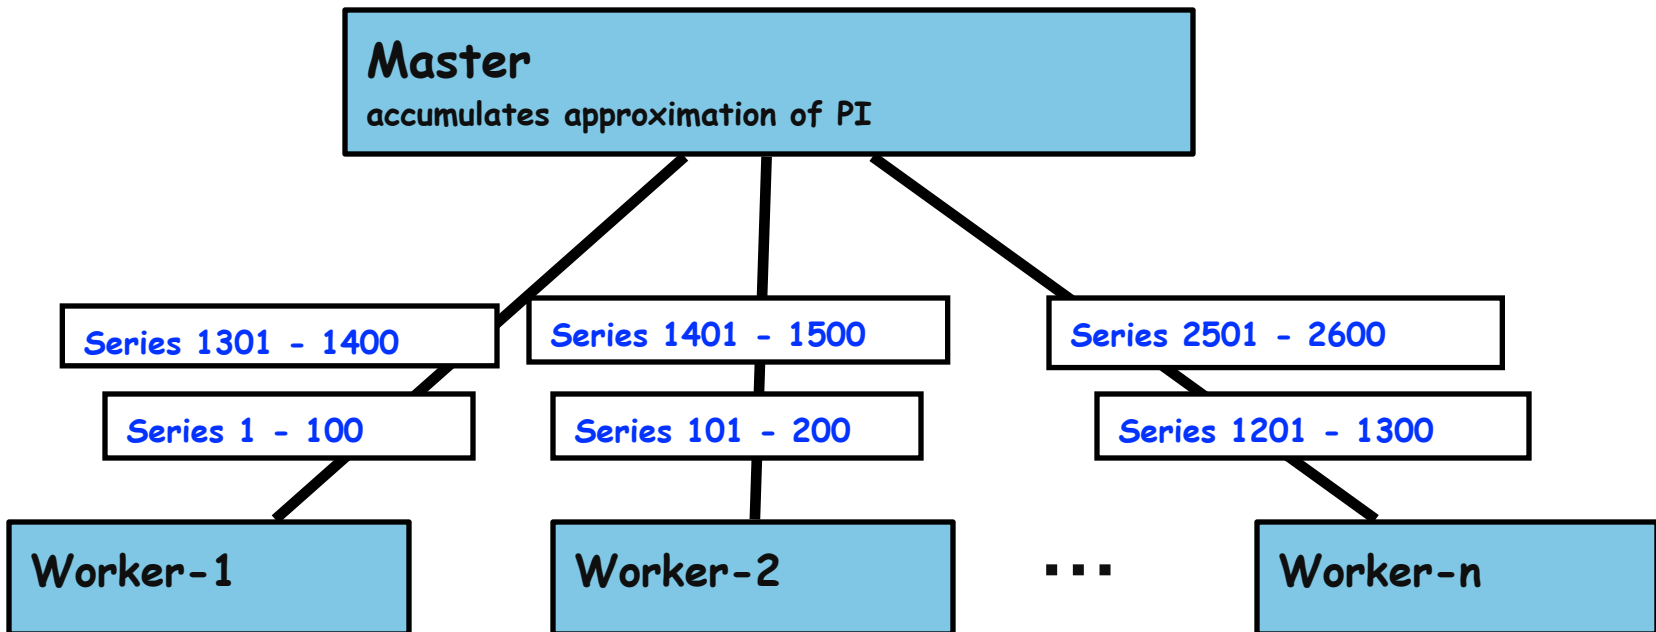 Master
accumulates approximation of PI
Series 1301 - 1400
Series 1401 - 1500
Series 2501 - 2600
Series 1 - 100
Series 101 - 200
Series 1201 - 1300
Worker-1
Worker-2
...
Worker-n